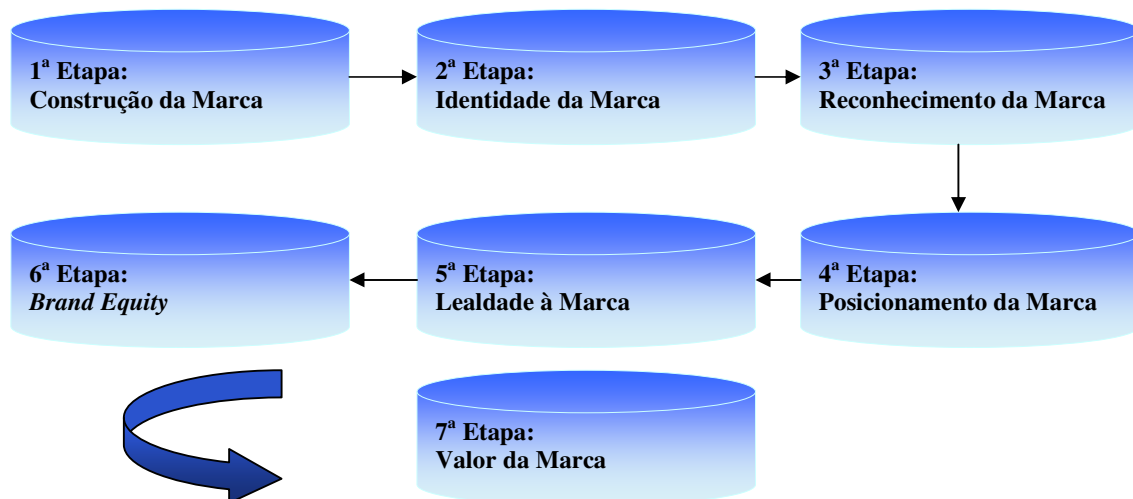 1ª Etapa:
Construção da Marca
2ª Etapa:
Identidade da Marca
3ª Etapa:
Reconhecimento da Marca
4ª Etapa:
Posicionamento da Marca
5ª Etapa:
Lealdade à Marca
6ª Etapa:
Brand Equity
7ª Etapa:
Valor da Marca